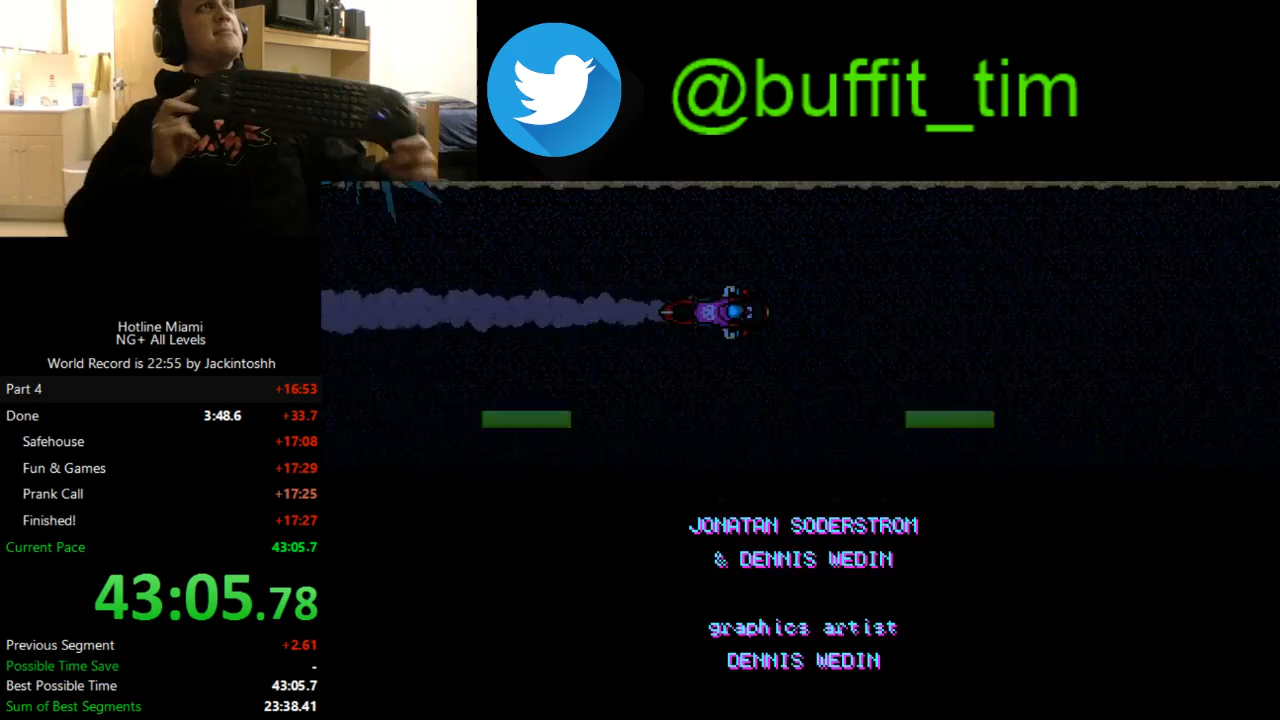 @buffit_tim
Hotline Miami
NG+ All Levels
World Record is 22:55 by Jackintoshh
Part 4 +16:53
Done 3:48.6 +33.7
Safehouse +17:08
Fun & Games +17:29
Prank Call +17:25
Finished! +17:27
Current Pace 43:05.7
43:05.78
Previous Segment +2.61
Possible Time Save -
Best Possible Time 43:05.7
Sum of Best Segments 23:38.41
JONATAN SODERSTROM
& DENNIS WEDIN
graphics artist
DENNIS WEDIN